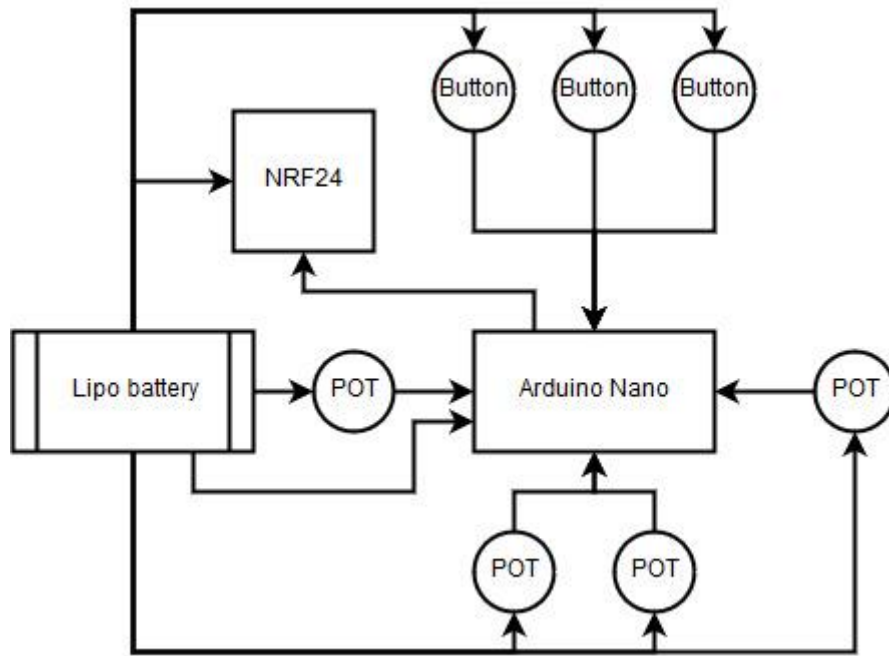 Button
Button
Button
NRF24
Lipo battery
POT
Arduino Nano
POT
POT
POT